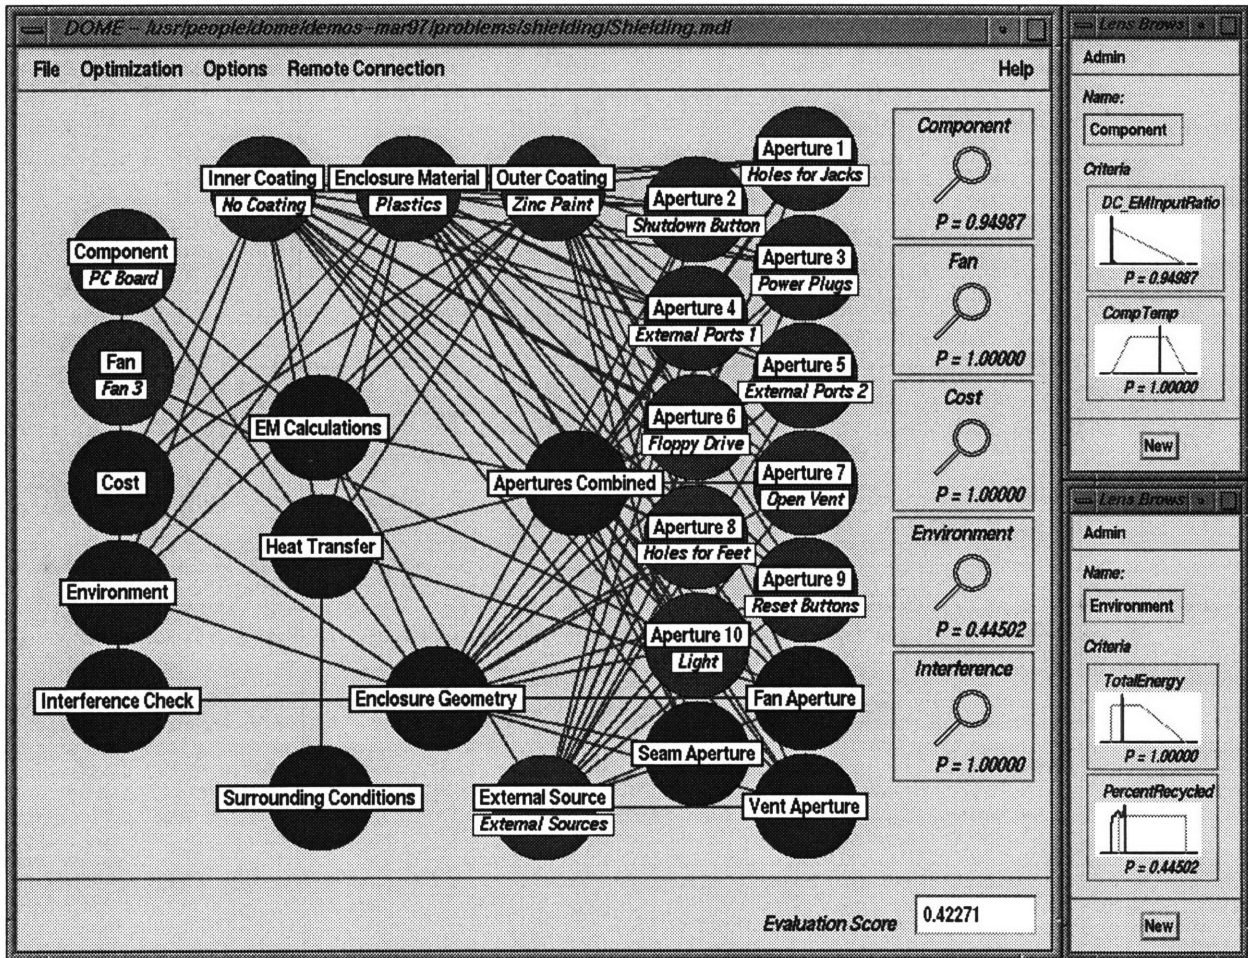 DOME -- /usr/people/dome/demos-mar97/problems/shielding/Shielding.mdl
File Optimization Options Remote Connection Help
Inner Coating
No Coating
Enclosure Material
Plastics
Outer Coating
Zinc Paint
Component
PC Board
Fan
Fan 3
Cost
Environment
Interference Check
EM Calculations
Heat Transfer
Surrounding Conditions
Enclosure Geometry
Apertures Combined
External Source
External Sources
Aperture 1
Holes for Jacks
Aperture 2
Shutdown Button
Aperture 3
Power Plugs
Aperture 4
External Ports 1
Aperture 5
External Ports 2
Aperture 6
Floppy Drive
Aperture 7
Open Vent
Aperture 8
Holes for Feet
Aperture 9
Reset Buttons
Aperture 10
Light
Fan Aperture
Seam Aperture
Vent Aperture
Component
P = 0.94987
Fan
P = 1.00000
Cost
P = 1.00000
Environment
P = 0.44502
Interference
P = 1.00000
Evaluation Score 0.42271
Lens Brows
Admin
Name:
Component
Criteria
DC_EMInputRatio
P = 0.94987
CompTemp
P = 1.00000
New
Lens Brows
Admin
Name:
Environment
Criteria
TotalEnergy
P = 1.00000
PercentRecycled
P = 0.44502
New